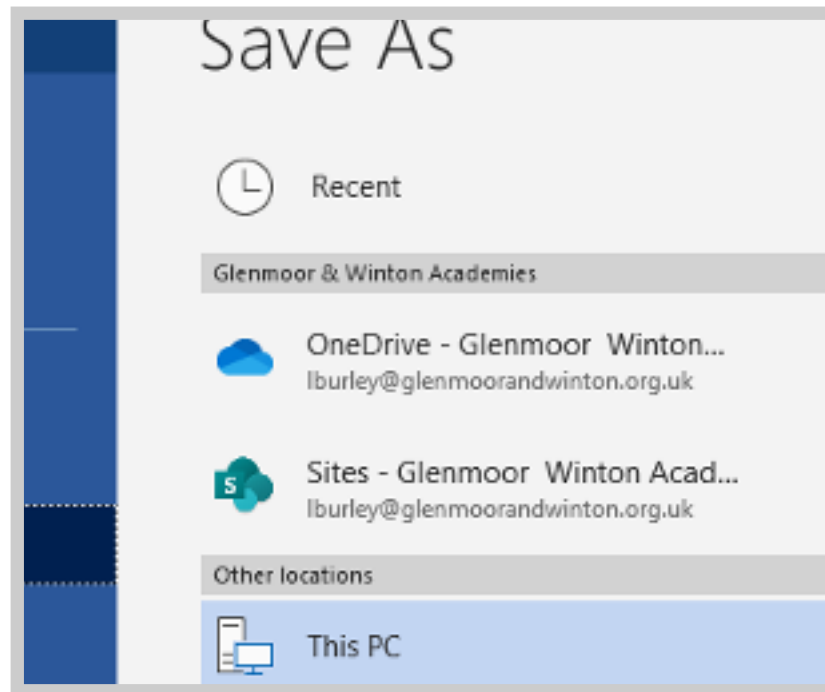 Save As
Recent
Glenmoor & Winton Academies
OneDrive - Glenmoor Winton...
lburley@glenmoorandwinton.org.uk
S
Sites - Glenmoor Winton Acad...
lburley@glenmoorandwinton.org.uk
Other locations
This PC